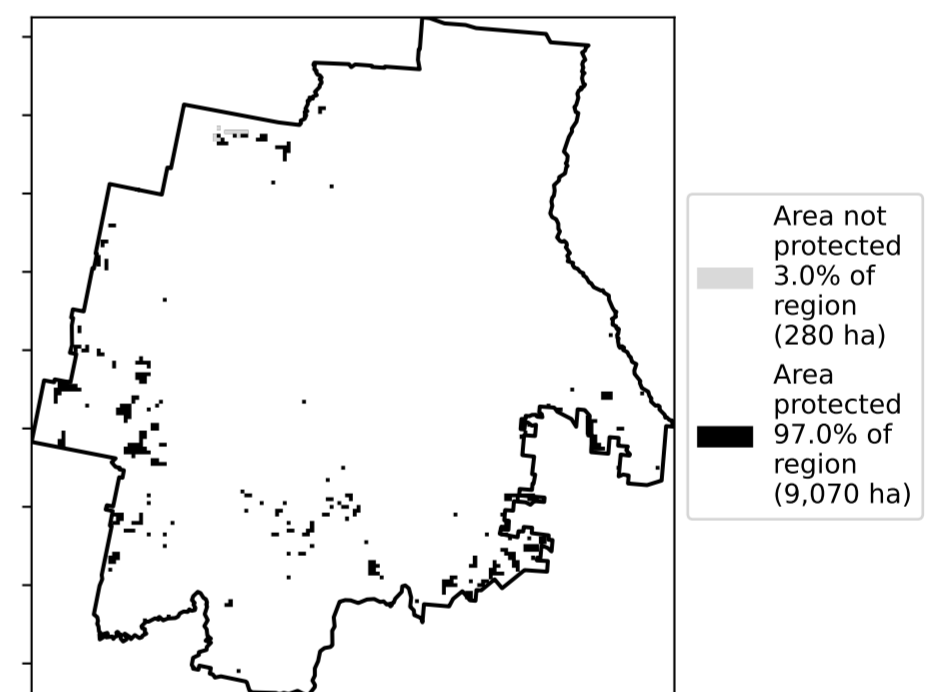 Area not
protected
3.0% of
region
(280 ha)
Area
protected
97.0% of
region
(9,070 ha)